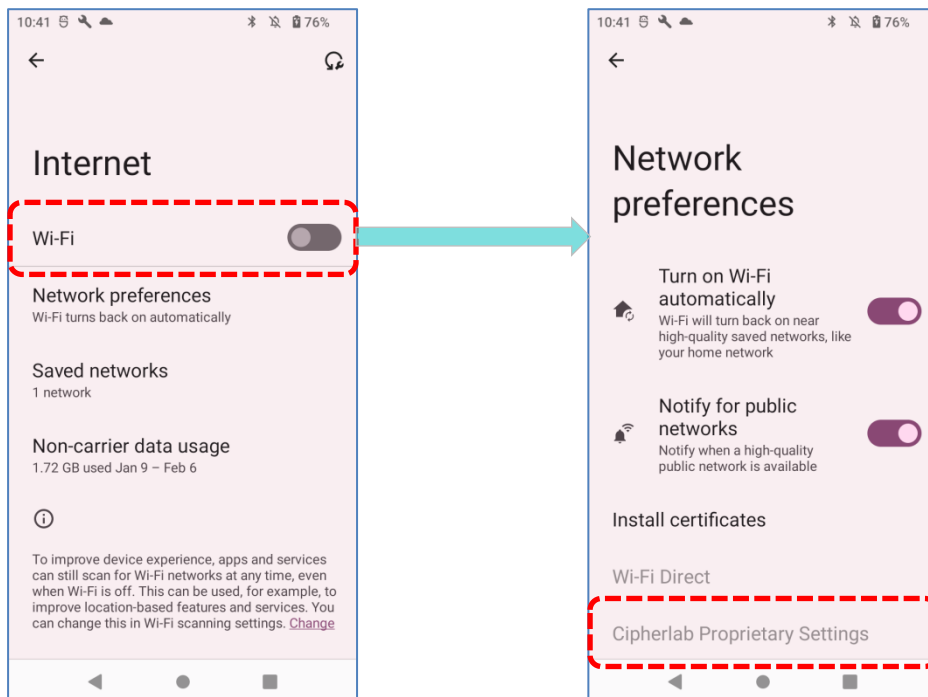 10:41 76%
Internet
Wi-Fi
Network preferences
Wi-Fi turns back on automatically
Saved networks
1 network
Non-carrier data usage
1.72 GB used Jan 9 – Feb 6
To improve device experience, apps and services
can still scan for Wi-Fi networks at any time, even
when Wi-Fi is off. This can be used, for example, to
improve location-based features and services. You
can change this in Wi-Fi scanning settings. Change
10:41 76%
Network
preferences
Turn on Wi-Fi
automatically
Wi-Fi will turn back on near
high-quality saved networks, like
your home network
Notify for public
networks
Notify when a high-quality
public network is available
Install certificates
Wi-Fi Direct
Cipherlab Proprietary Settings